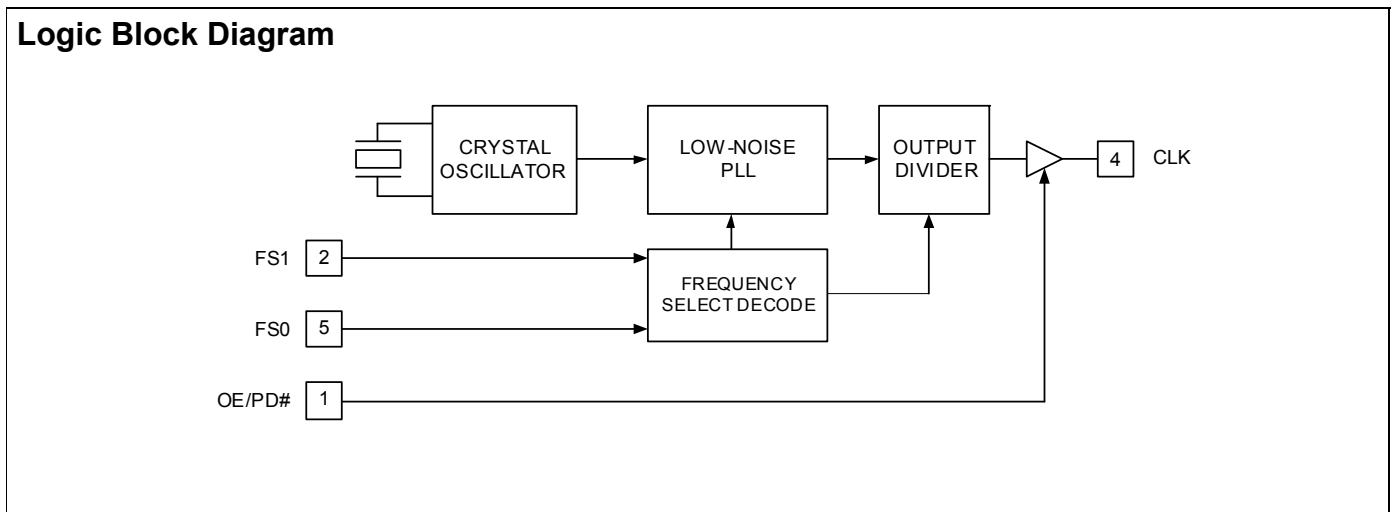 Logic Block Diagram
CRYSTAL
OSCILLATOR
LOW-NOISE
PLL
OUTPUT
DIVIDER
4 CLK
FS1 2
FREQUENCY
SELECT DECODE
FS0 5
OE/PD# 1